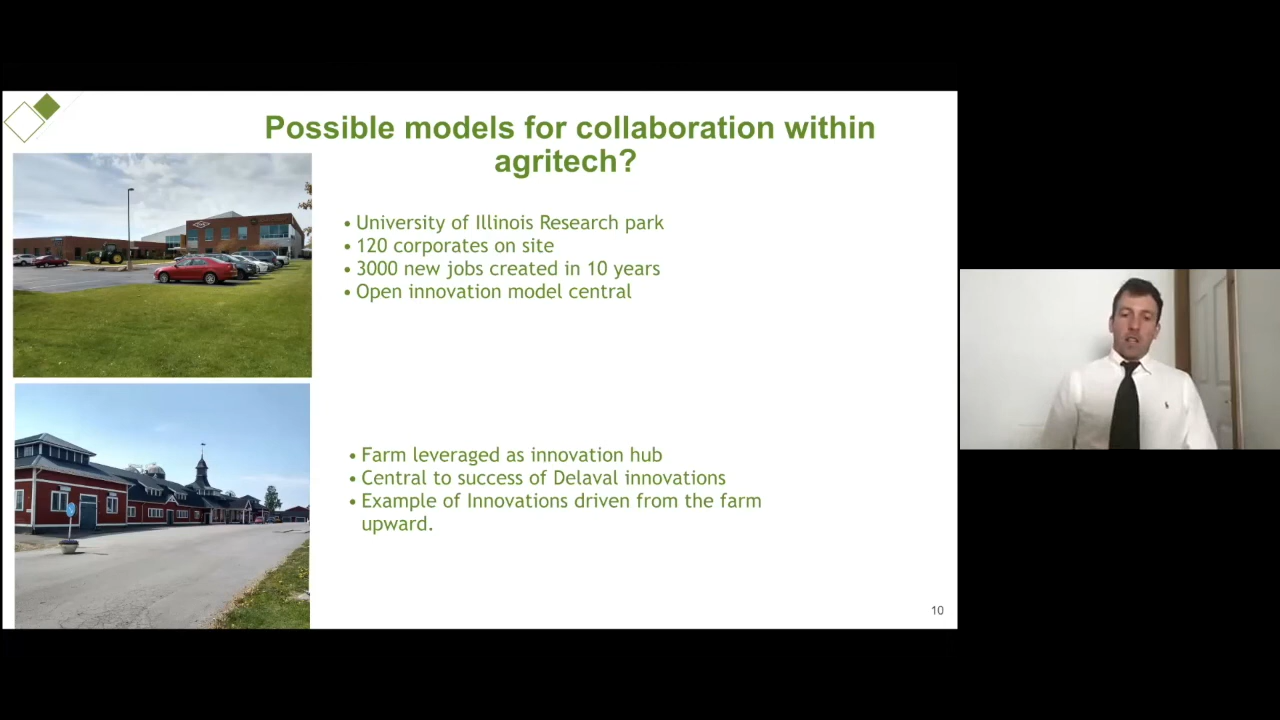 Possible models for collaboration within
agritech?
• University of Illinois Research park
• 120 corporates on site
• 3000 new jobs created in 10 years
• Open innovation model central
• Farm leveraged as innovation hub
• Central to success of Delaval innovations
• Example of Innovations driven from the farm
upward.
10